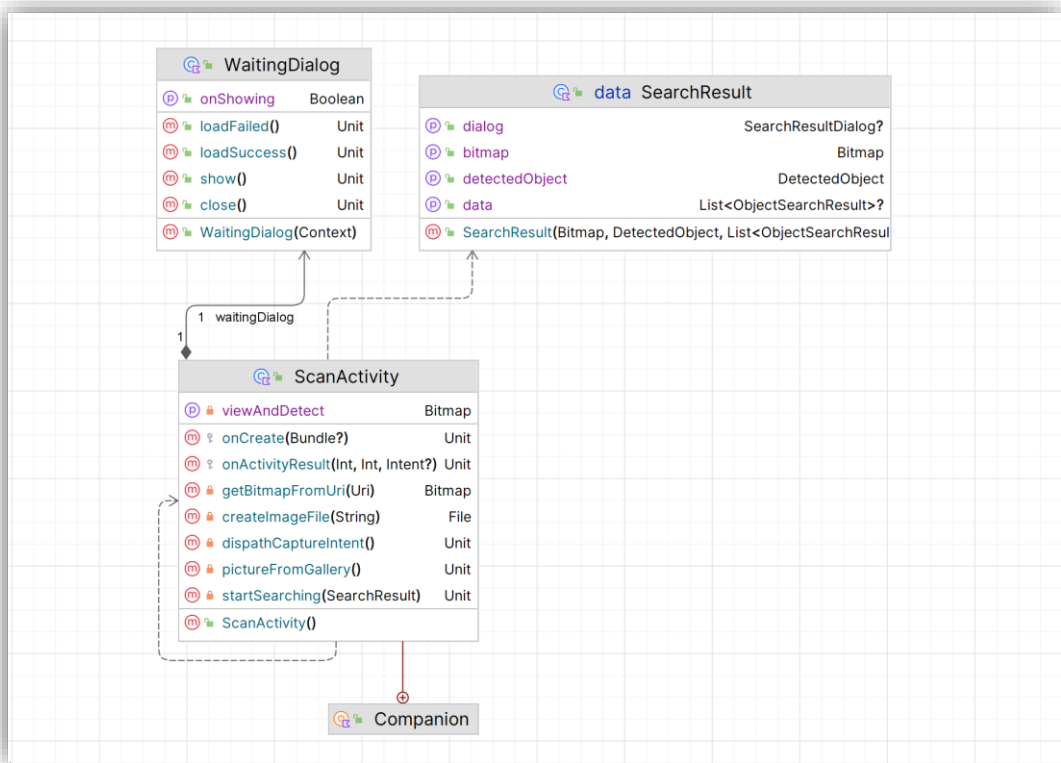 WaitingDialog
onShowing Boolean
loadFailed() Unit
loadSuccess() Unit
show() Unit
close() Unit
WaitingDialog(Context)
data SearchResult
dialog SearchResultDialog?
bitmap Bitmap
detectedObject DetectedObject
data List<ObjectSearchResult>?
SearchResult(Bitmap, DetectedObject, List<ObjectSearchResul
1 waitingDialog
1
ScanActivity
viewAndDetect Bitmap
onCreate(Bundle?) Unit
onActivityResult(Int, Int, Intent?) Unit
getBitmapFromUri(Uri) Bitmap
createImageFile(String) File
dispathCaptureIntent() Unit
pictureFromGallery() Unit
startSearching(SearchResult) Unit
ScanActivity()
Companion